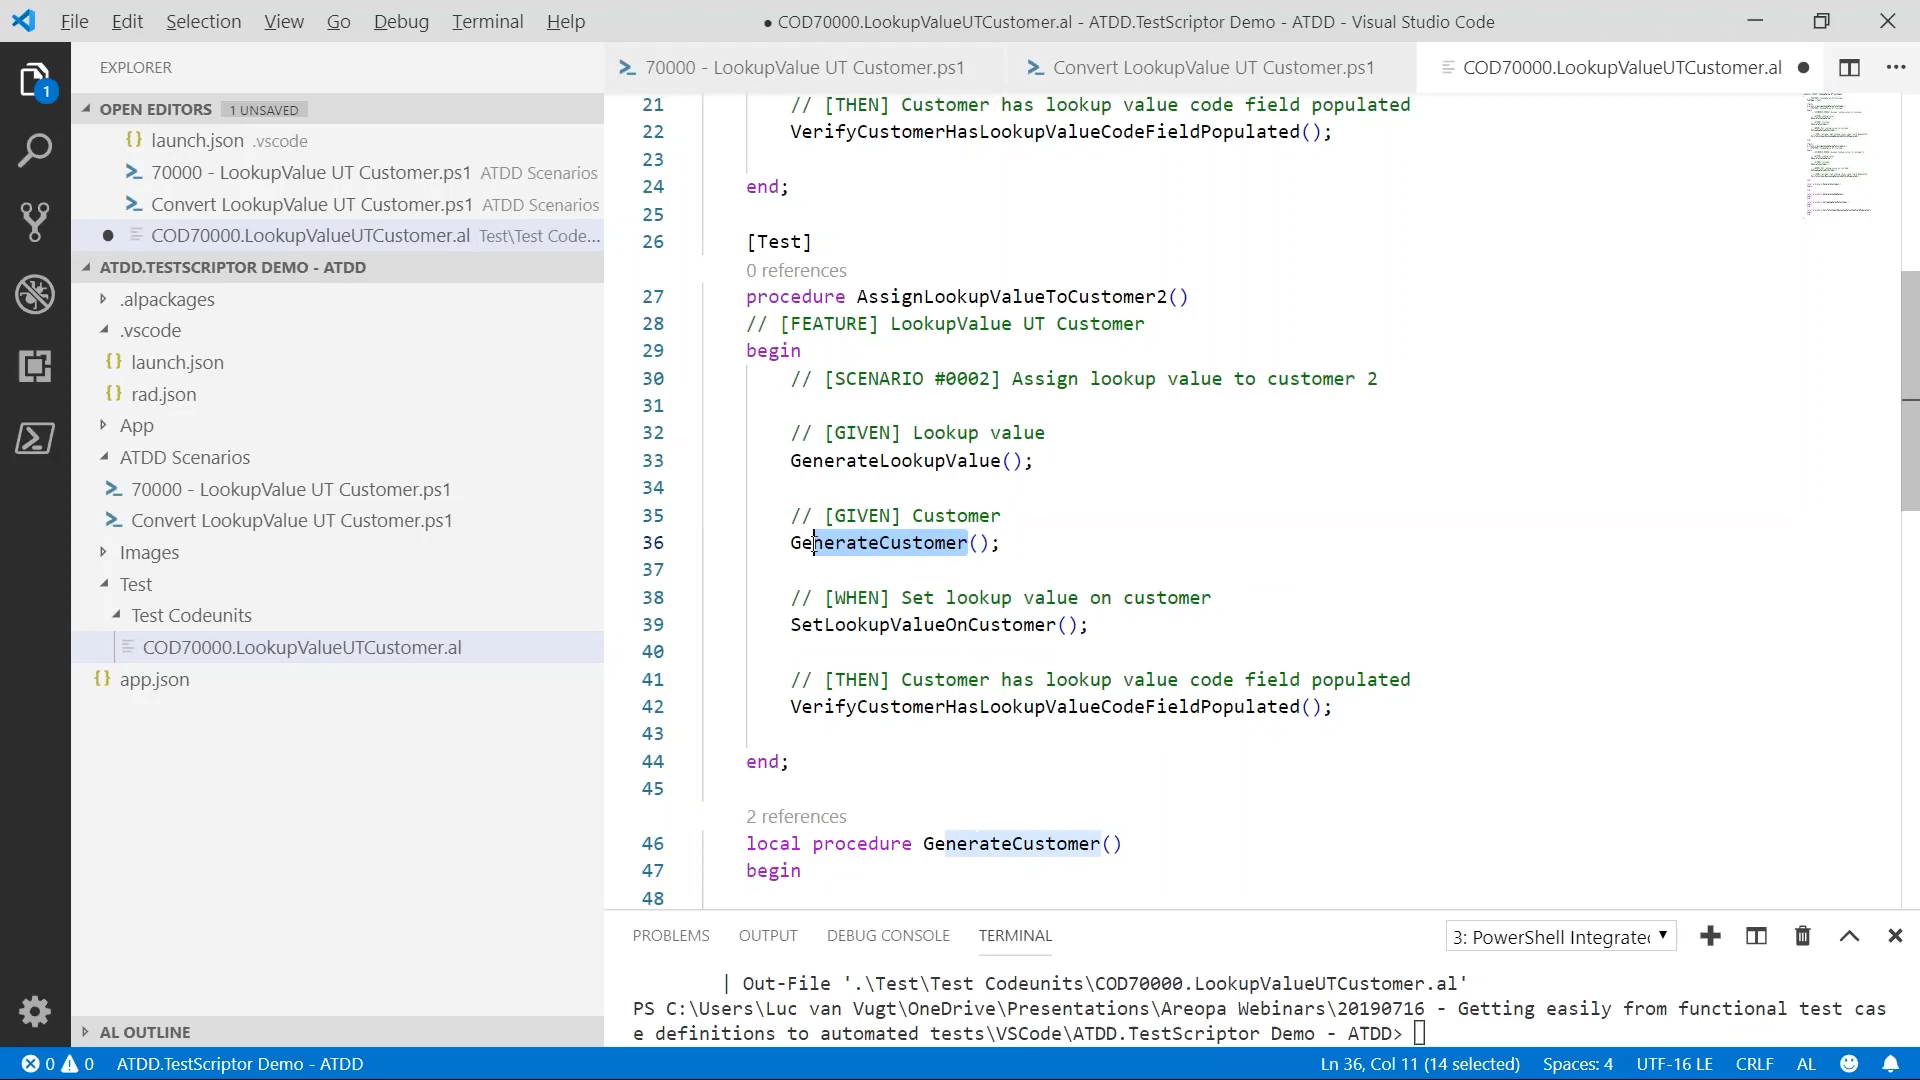 File Edit Selection View Go Debug Terminal Help
● COD70000.LookupValueUTCustomer.al - ATDD.TestScriptor Demo - ATDD - Visual Studio Code
EXPLORER
OPEN EDITORS 1 UNSAVED
launch.json .vscode
70000 - LookupValue UT Customer.ps1 ATDD Scenarios
Convert LookupValue UT Customer.ps1 ATDD Scenarios
COD70000.LookupValueUTCustomer.al Test\Test Code...
ATDD.TESTSCRIPTOR DEMO - ATDD
.alpackages
.vscode
launch.json
rad.json
App
ATDD Scenarios
70000 - LookupValue UT Customer.ps1
Convert LookupValue UT Customer.ps1
Images
Test
Test Codeunits
COD70000.LookupValueUTCustomer.al
app.json
AL OUTLINE
1
70000 - LookupValue UT Customer.ps1
Convert LookupValue UT Customer.ps1
COD70000.LookupValueUTCustomer.al
21 // [THEN] Customer has lookup value code field populated
22 VerifyCustomerHasLookupValueCodeFieldPopulated();
23
24 end;
25
26 [Test]
0 references
27 procedure AssignLookupValueToCustomer2()
28 // [FEATURE] LookupValue UT Customer
29 begin
30 // [SCENARIO #0002] Assign lookup value to customer 2
31
32 // [GIVEN] Lookup value
33 GenerateLookupValue();
34
35 // [GIVEN] Customer
36 GenerateCustomer();
37
38 // [WHEN] Set lookup value on customer
39 SetLookupValueOnCustomer();
40
41 // [THEN] Customer has lookup value code field populated
42 VerifyCustomerHasLookupValueCodeFieldPopulated();
43
44 end;
45
2 references
46 local procedure GenerateCustomer()
47 begin
48
PROBLEMS OUTPUT DEBUG CONSOLE TERMINAL
3: PowerShell Integrated
| Out-File '.\Test\Test Codeunits\COD70000.LookupValueUTCustomer.al'
PS C:\Users\Luc van Vugt\OneDrive\Presentations\Areopa Webinars\20190716 - Getting easily from functional test cas
e definitions to automated tests\VSCode\ATDD.TestScriptor Demo - ATDD>
0 0 ATDD.TestScriptor Demo - ATDD
Ln 36, Col 11 (14 selected) Spaces: 4 UTF-16 LE CRLF AL